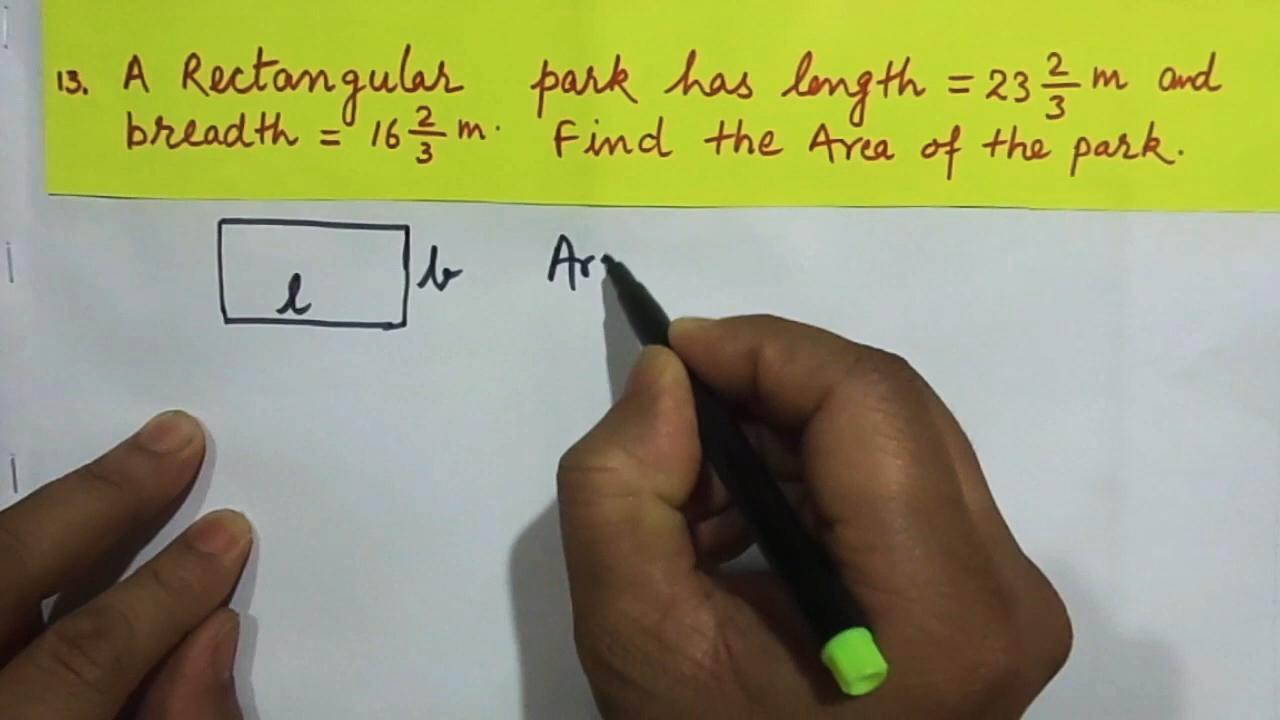 13. A Rectangular park has length = 23 2/3 m and
breadth = 16 2/3 m. Find the Area of the park.
l b Ar